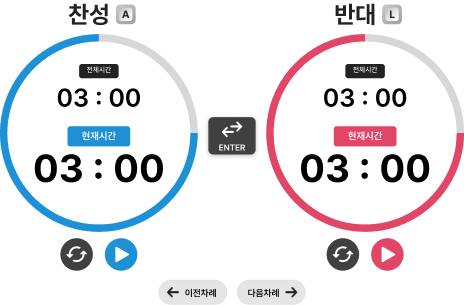 찬성 A
반대 L
전체시간
03 : 00
현재시간
03 : 00
ENTER
전체시간
03 : 00
현재시간
03 : 00
이전차례
다음차례